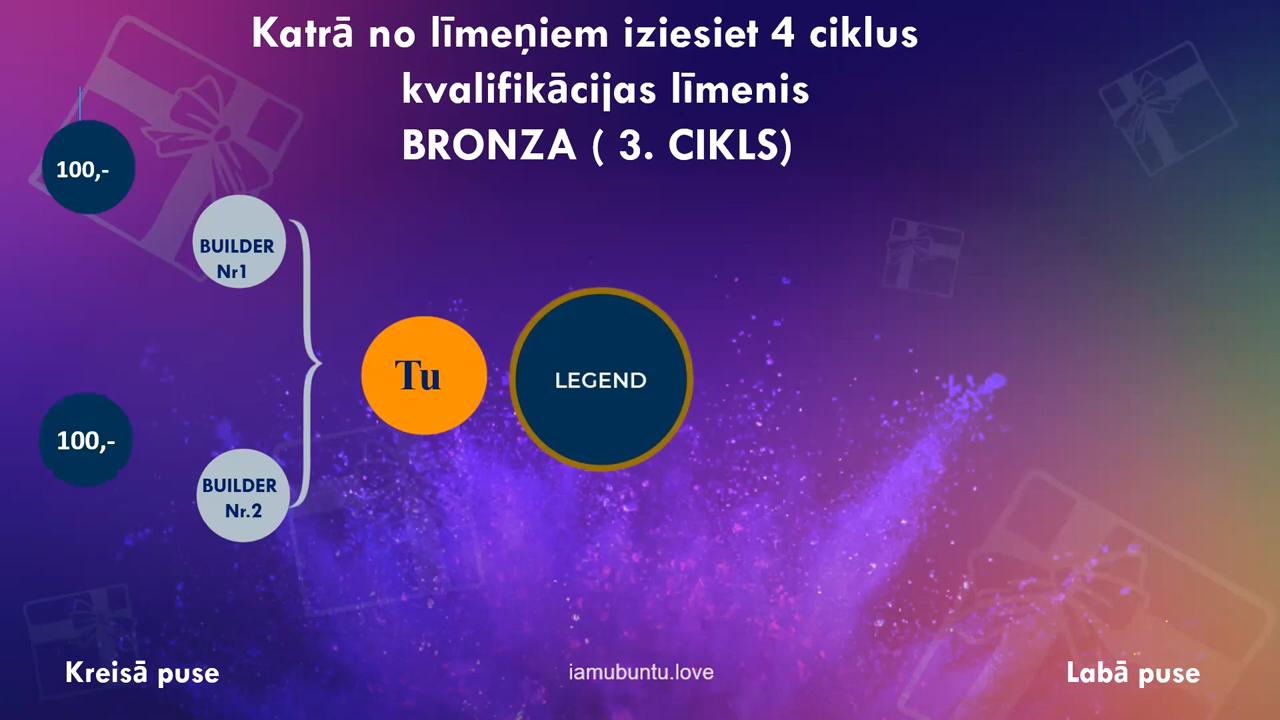 Katrā no līmeņiem iziesiet 4 ciklus
kvalifikācijas līmenis
BRONZA ( 3. CIKLS)
100,-
BUILDER
Nr1
Tu
LEGEND
100,-
BUILDER
Nr.2
Kreisā puse
iamubuntu.love
Labā puse